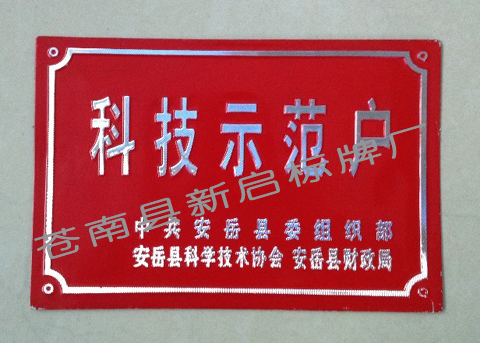 科技示范户
中共安岳县委组织部
安岳县科学技术协会 安岳县财政局
苍南县新启标牌厂